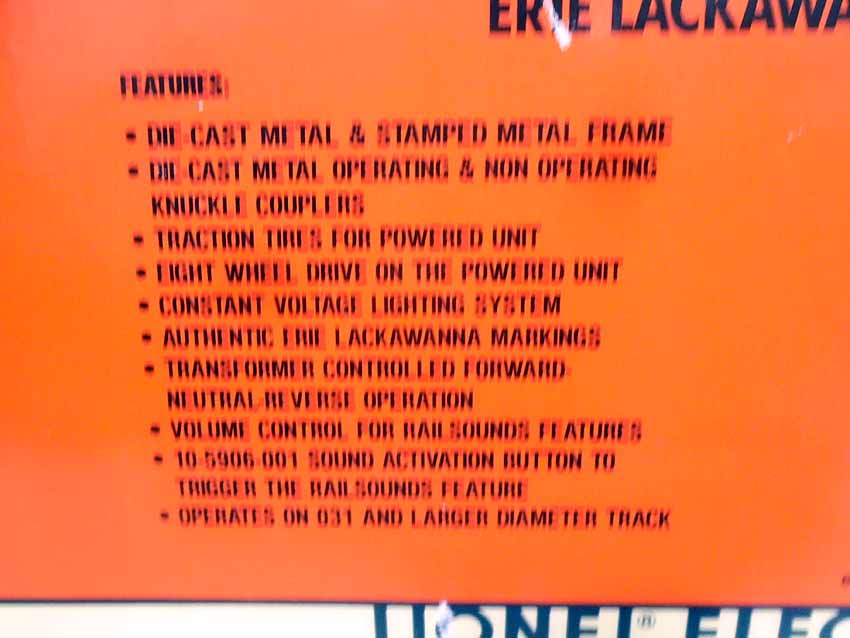 ERIE LACKAWA
FEATURES:
• DIE-CAST METAL & STAMPED METAL FRAME
• DIE-CAST METAL OPERATING & NON-OPERATING
KNUCKLE COUPLERS
• TRACTION TIRES FOR POWERED UNIT
• EIGHT WHEEL DRIVE ON THE POWERED UNIT
• CONSTANT VOLTAGE LIGHTING SYSTEM
• AUTHENTIC ERIE LACKAWANNA MARKINGS
• TRANSFORMER CONTROLLED FORWARD-
NEUTRAL-REVERSE OPERATION
• VOLUME CONTROL FOR RAILSOUNDS FEATURES
• 10-5906-001 SOUND ACTIVATION BUTTON TO
TRIGGER THE RAILSOUNDS FEATURE
• OPERATES ON 031 AND LARGER DIAMETER TRACK
LIONEL® ELEC